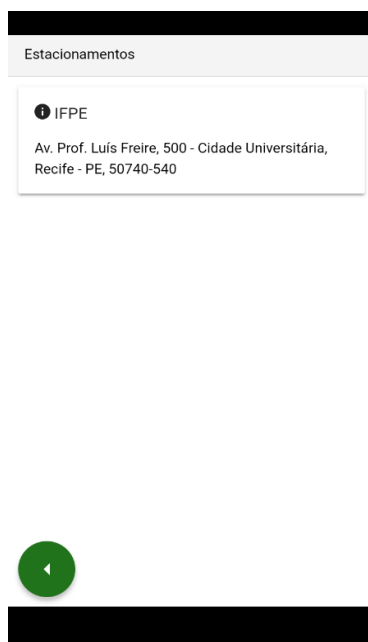 Estacionamentos
IFPE
Av. Prof. Luís Freire, 500 - Cidade Universitária,
Recife - PE, 50740-540